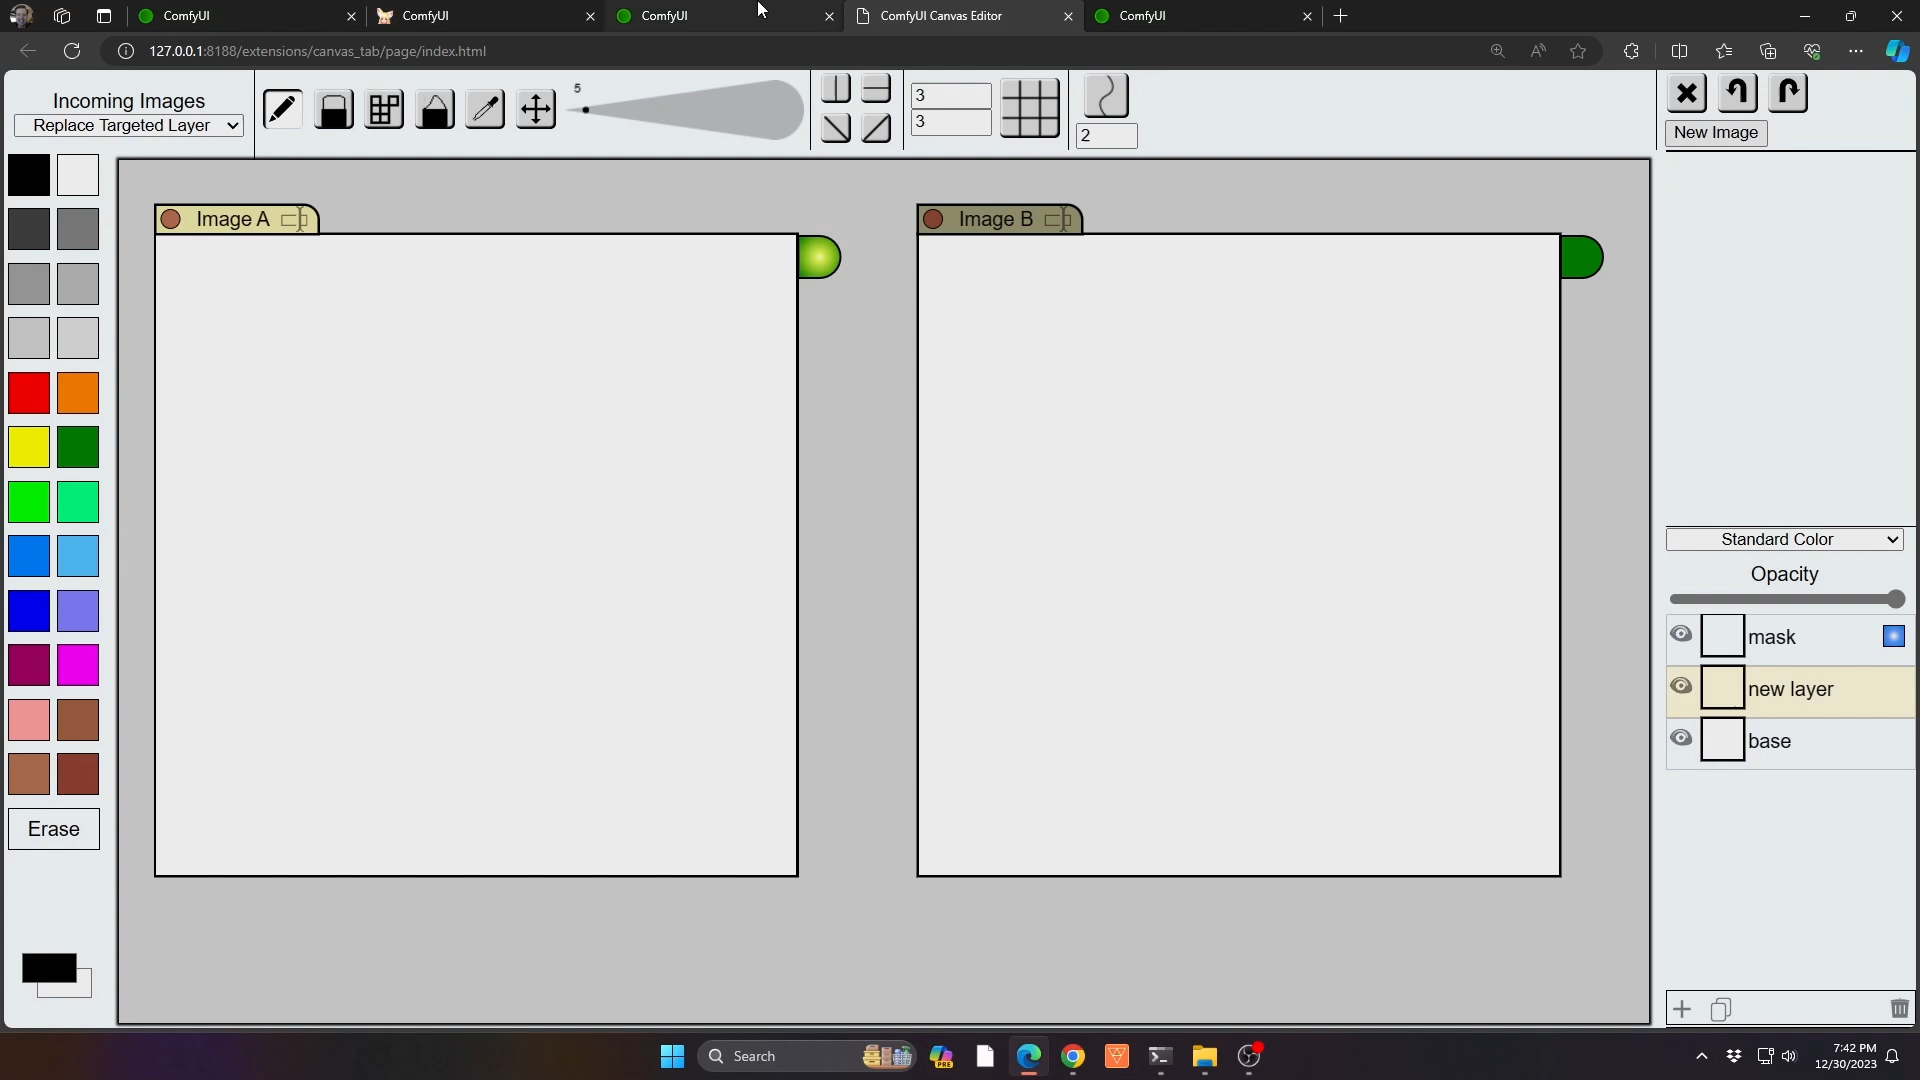 ComfyUI
ComfyUI
ComfyUI
ComfyUI Canvas Editor
ComfyUI
127.0.0.1:8188/extensions/canvas_tab/page/index.html
Incoming Images
Replace Targeted Layer
5
3
3
2
New Image
Image A
Image B
Standard Color
Opacity
mask
new layer
base
Erase
Search
PRE
7:42 PM
12/30/2023